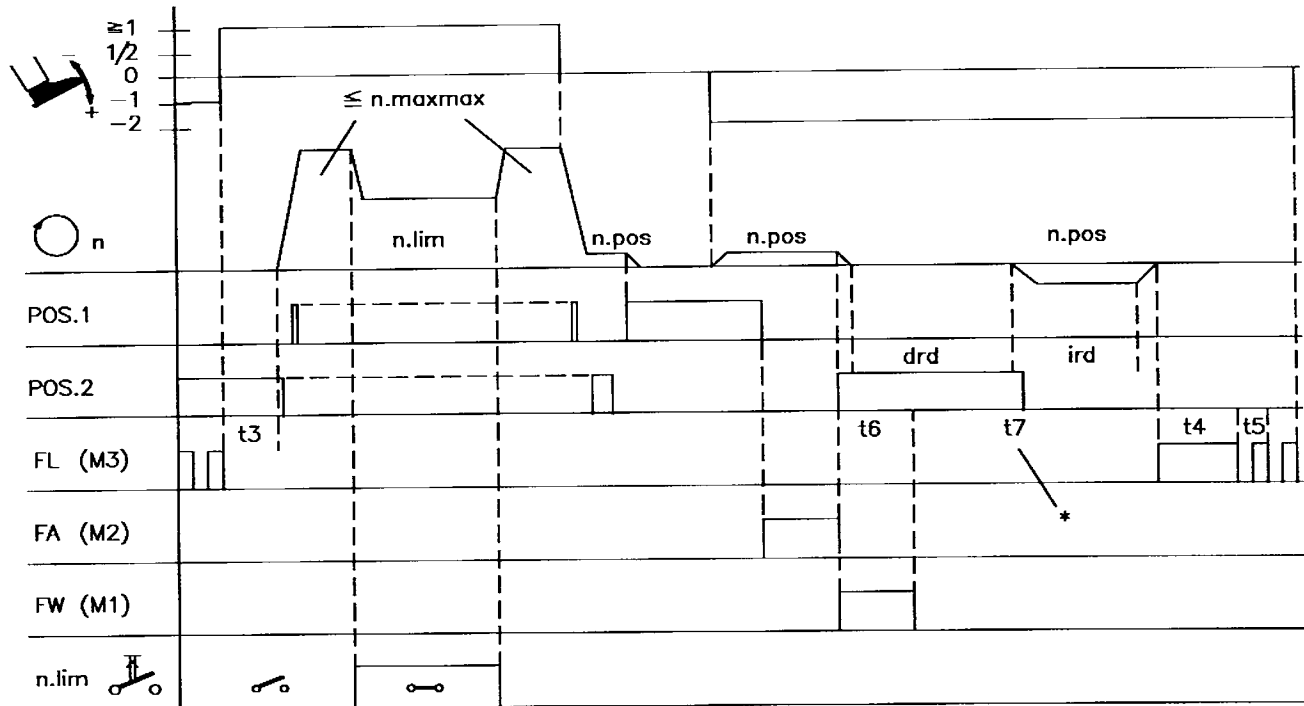 ≧1
1/2
0
−1
−2
−
+
≦ n.maxmax
n
n.lim
n.pos
n.pos
n.pos
POS.1
drd
ird
POS.2
t3
t6
t7
t4
t5
FL (M3)
*
FA (M2)
FW (M1)
n.lim